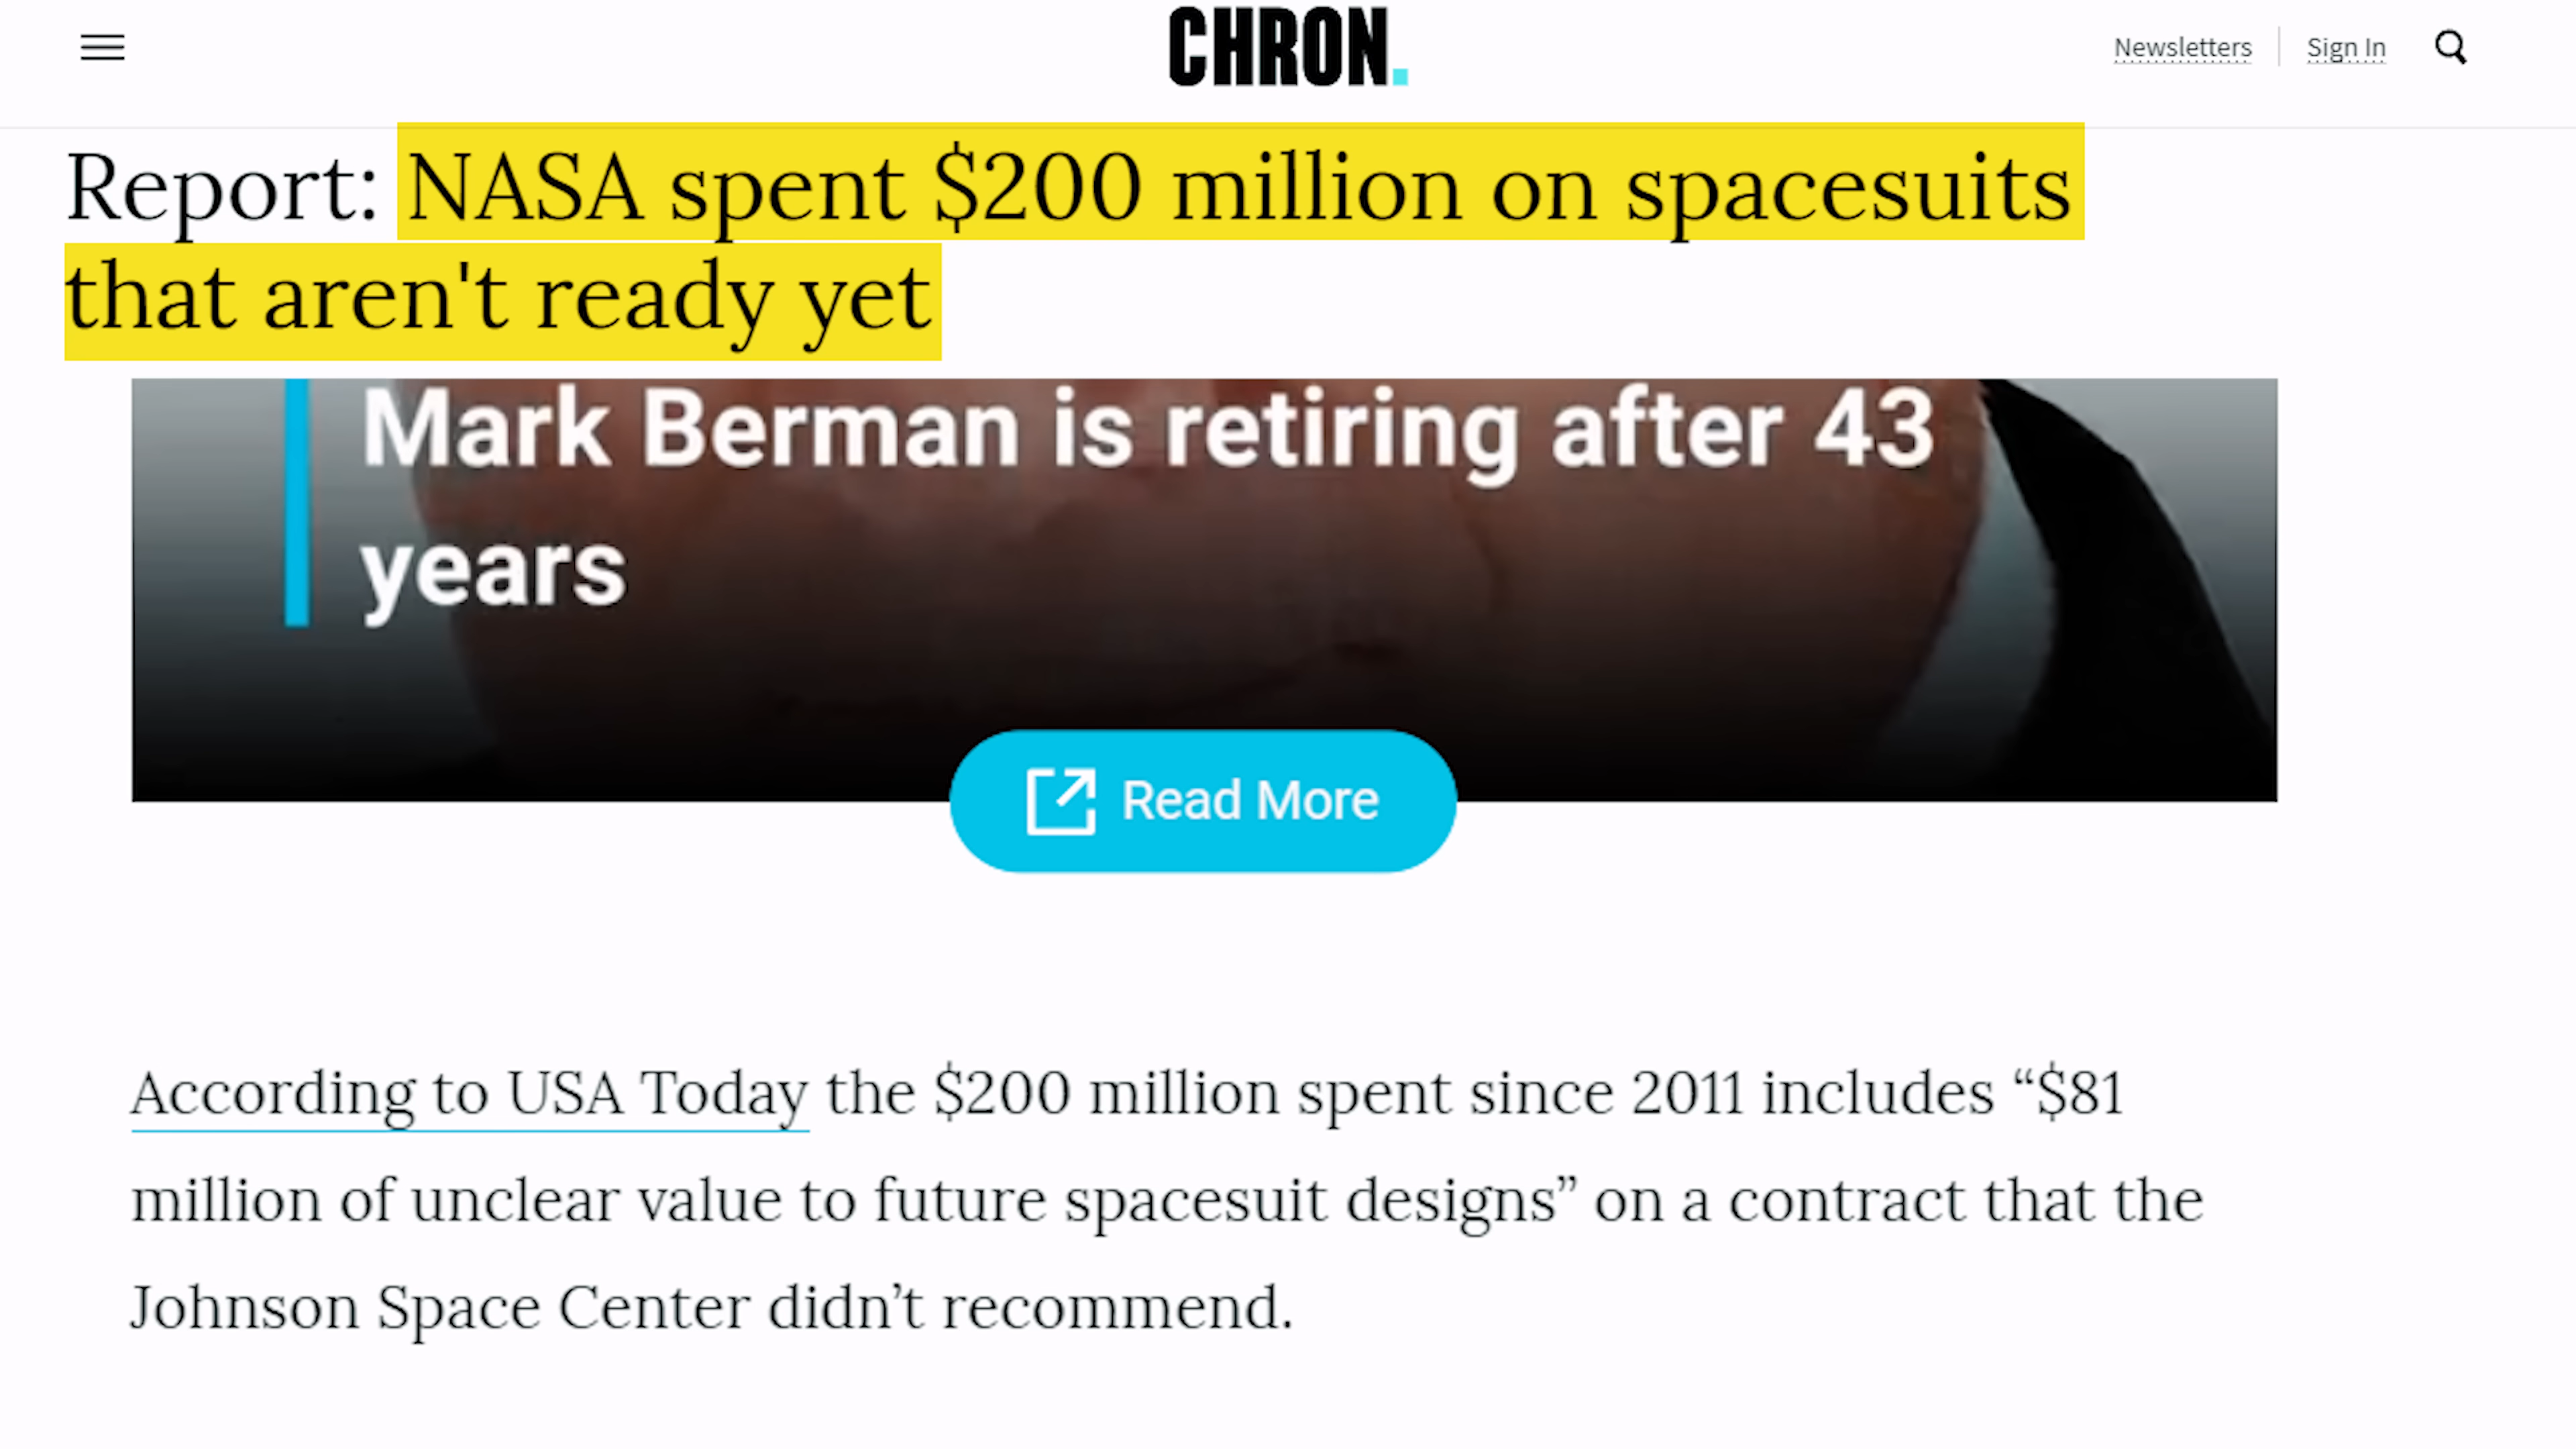 CHRON.
Newsletters
Sign In
Report: NASA spent $200 million on spacesuits
that aren't ready yet
Mark Berman is retiring after 43
years
Read More
According to USA Today the $200 million spent since 2011 includes “$81
million of unclear value to future spacesuit designs” on a contract that the
Johnson Space Center didn’t recommend.